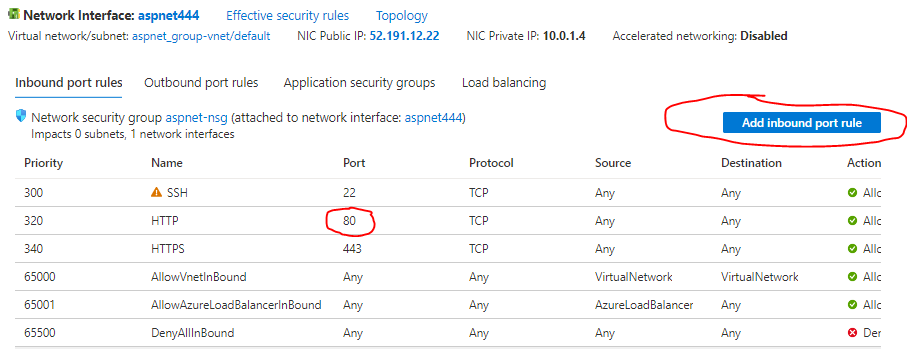 Network Interface: aspnet444 Effective security rules Topology
Virtual network/subnet: aspnet_group-vnet/default NIC Public IP: 52.191.12.22 NIC Private IP: 10.0.1.4 Accelerated networking: Disabled
Inbound port rules Outbound port rules Application security groups Load balancing
Network security group aspnet-nsg (attached to network interface: aspnet444)
Impacts 0 subnets, 1 network interfaces
Add inbound port rule
Priority Name Port Protocol Source Destination Action
300 SSH 22 TCP Any Any Allc
320 HTTP 80 TCP Any Any Allc
340 HTTPS 443 TCP Any Any Allc
65000 AllowVnetInBound Any Any VirtualNetwork VirtualNetwork Allc
65001 AllowAzureLoadBalancerInBound Any Any AzureLoadBalancer Any Allc
65500 DenyAllInBound Any Any Any Any Der